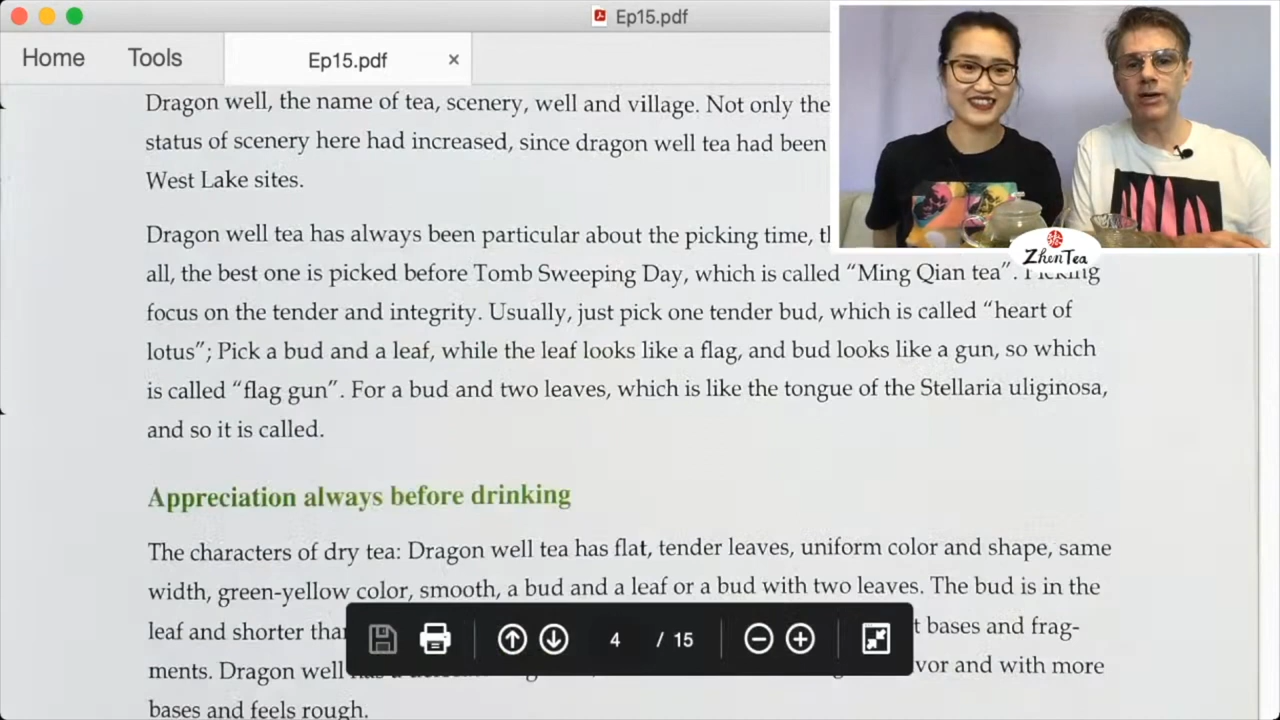 Ep15.pdf
Home
Tools
Ep15.pdf
×
Dragon well, the name of tea, scenery, well and village. Not only the
status of scenery here had increased, since dragon well tea had been
West Lake sites.
Dragon well tea has always been particular about the picking time,
all, the best one is picked before Tomb Sweeping Day, which is called “Ming Qian tea”. Picking
focus on the tender and integrity. Usually, just pick one tender bud, which is called “heart of
lotus”; Pick a bud and a leaf, while the leaf looks like a flag, and bud looks like a gun, so which
is called “flag gun”. For a bud and two leaves, which is like the tongue of the Stellaria uliginosa,
and so it is called.
Appreciation always before drinking
The characters of dry tea: Dragon well tea has flat, tender leaves, uniform color and shape, same
width, green-yellow color, smooth, a bud and a leaf or a bud with two leaves. The bud is in the
leaf and shorter bases and frag-
ments. Dragon well and with more
bases and feels rough.
4 / 15
ZhenTea